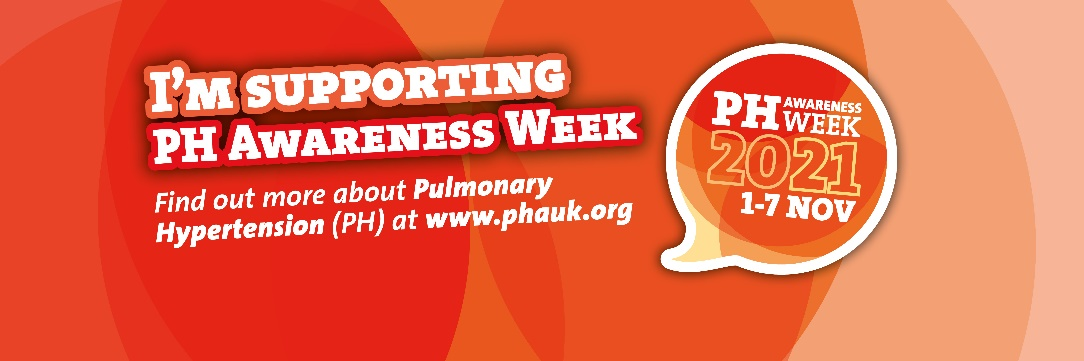 I'm supporting
PH Awareness Week
Find out more about Pulmonary
Hypertension (PH) at www.phauk.org
PH AWARENESS
WEEK
2021
1-7 NOV